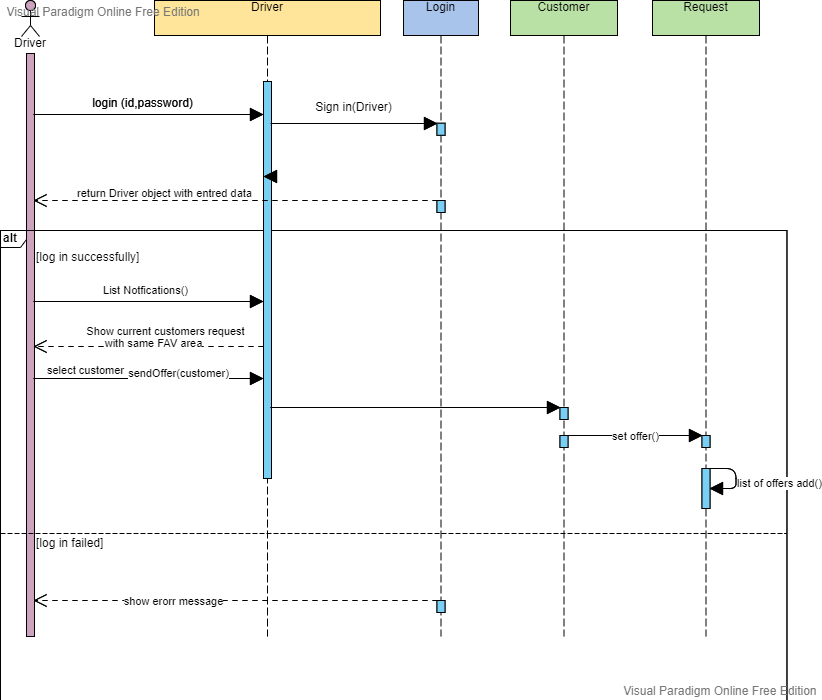 Visual Paradigm Online Free Edition
Driver
Login
Customer
Request
Driver
login (id,password)
Sign in(Driver)
return Driver object with entred data
alt
[log in successfully]
List Notfications()
Show current customers request
with same FAV area
select customer
sendOffer(customer)
set offer()
list of offers add()
[log in failed]
show erorr message
Visual Paradigm Online Free Edition